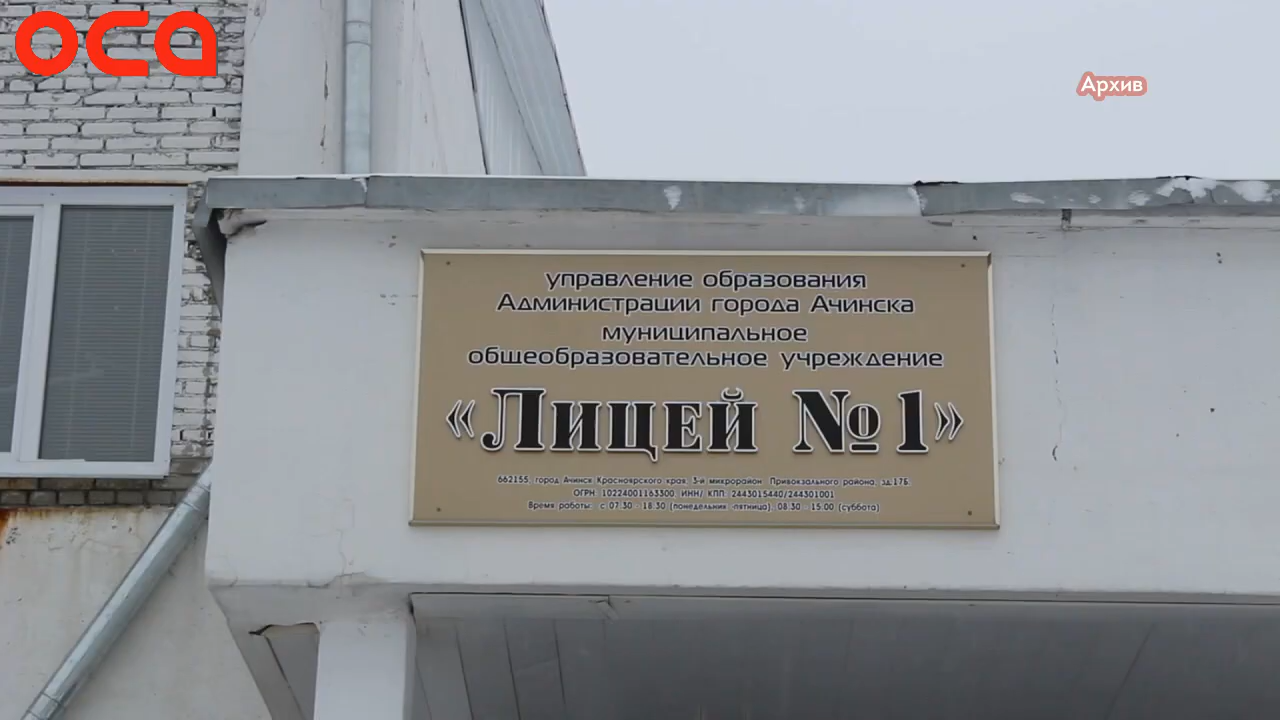 оса
Архив
управление образования
Администрации города Ачинска
муниципальное
общеобразовательное учреждение
«Лицей №1»
662155, город Ачинск Красноярского края, 3-й микрорайон Привокзального района, зд.17Б.
ОГРН: 10224001163300, ИНН/ КПП: 2443015440/244301001
Время работы: с 07.30 - 18.30 (понедельник -пятница), 08.30 - 15.00 (суббота)